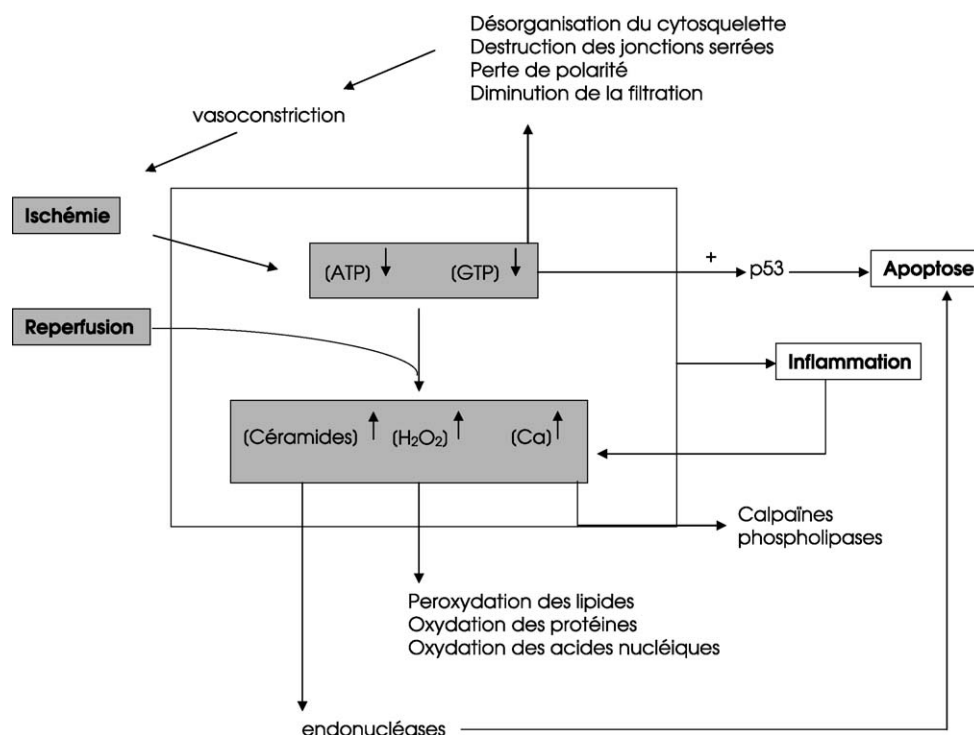 Désorganisation du cytosquelette
Destruction des jonctions serrées
Perte de polarité
Diminution de la filtration
vasoconstriction
Ischémie
(ATP) (GTP)
+
p53
Apoptose
Reperfusion
Inflammation
(Céramides) (H₂O₂) (Ca)
Calpaïnes
phospholipases
Peroxydation des lipides
Oxydation des protéines
Oxydation des acides nucléiques
endonucléases